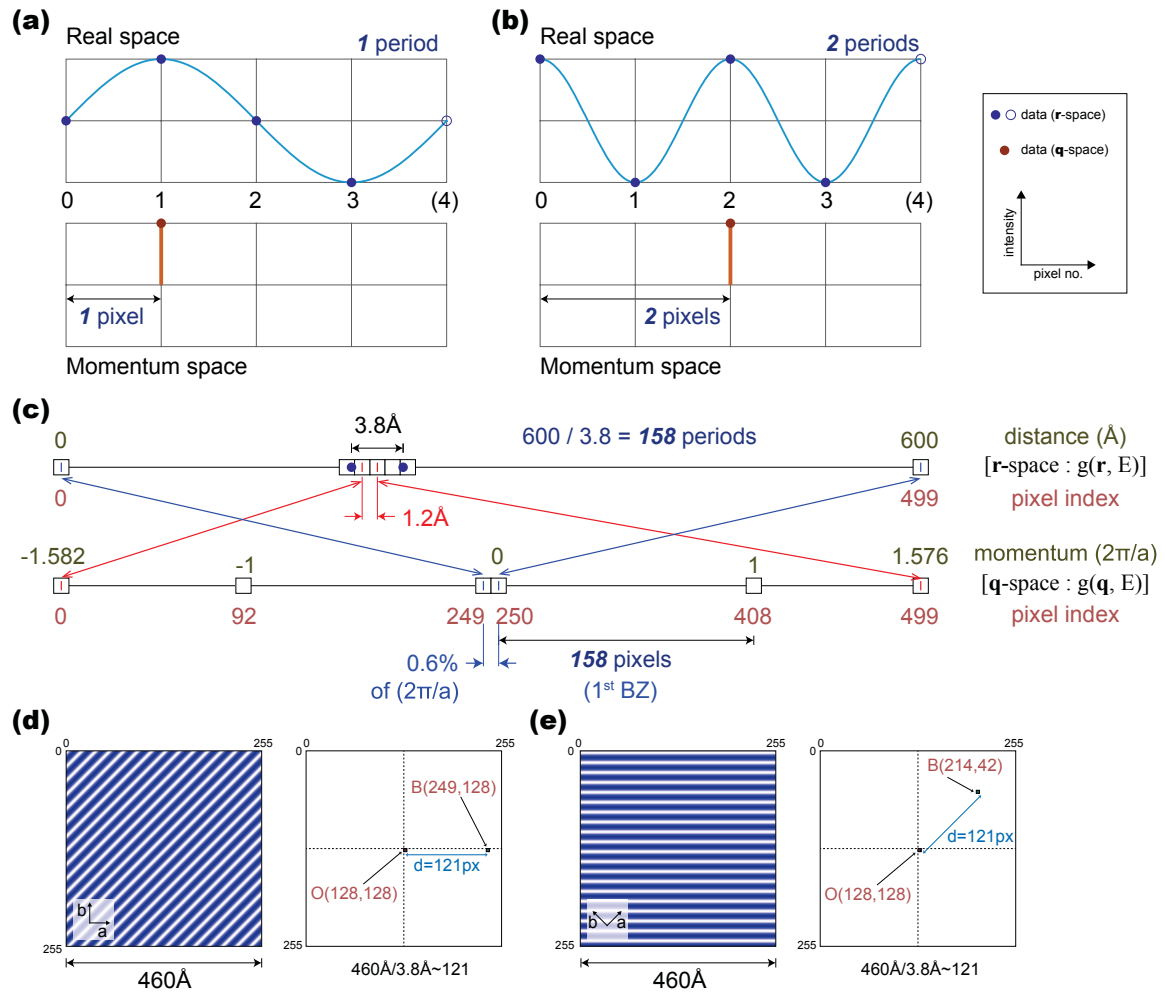 (a)
Real space
1 period
0 1 2 3 (4)
1 pixel
Momentum space
(b)
Real space
2 periods
0 1 2 3 (4)
2 pixels
Momentum space
data (r-space)
data (q-space)
intensity
pixel no.
(c)
0 3.8Å 600 / 3.8 = 158 periods 600 distance (Å)
[r-space : g(r, E)]
0 499 pixel index
1.2Å
-1.582 -1 0 1 1.576 momentum (2π/a)
[q-space : g(q, E)]
0 92 249 250 408 499 pixel index
0.6%
of (2π/a)
158 pixels
(1st BZ)
(d)
0 255
b
a
255
460Å
0 255
0
B(249,128)
d=121px
O(128,128)
255
460Å/3.8Å~121
(e)
0 255
b a
255
460Å
0 255
0
B(214,42)
d=121px
O(128,128)
255
460Å/3.8Å~121